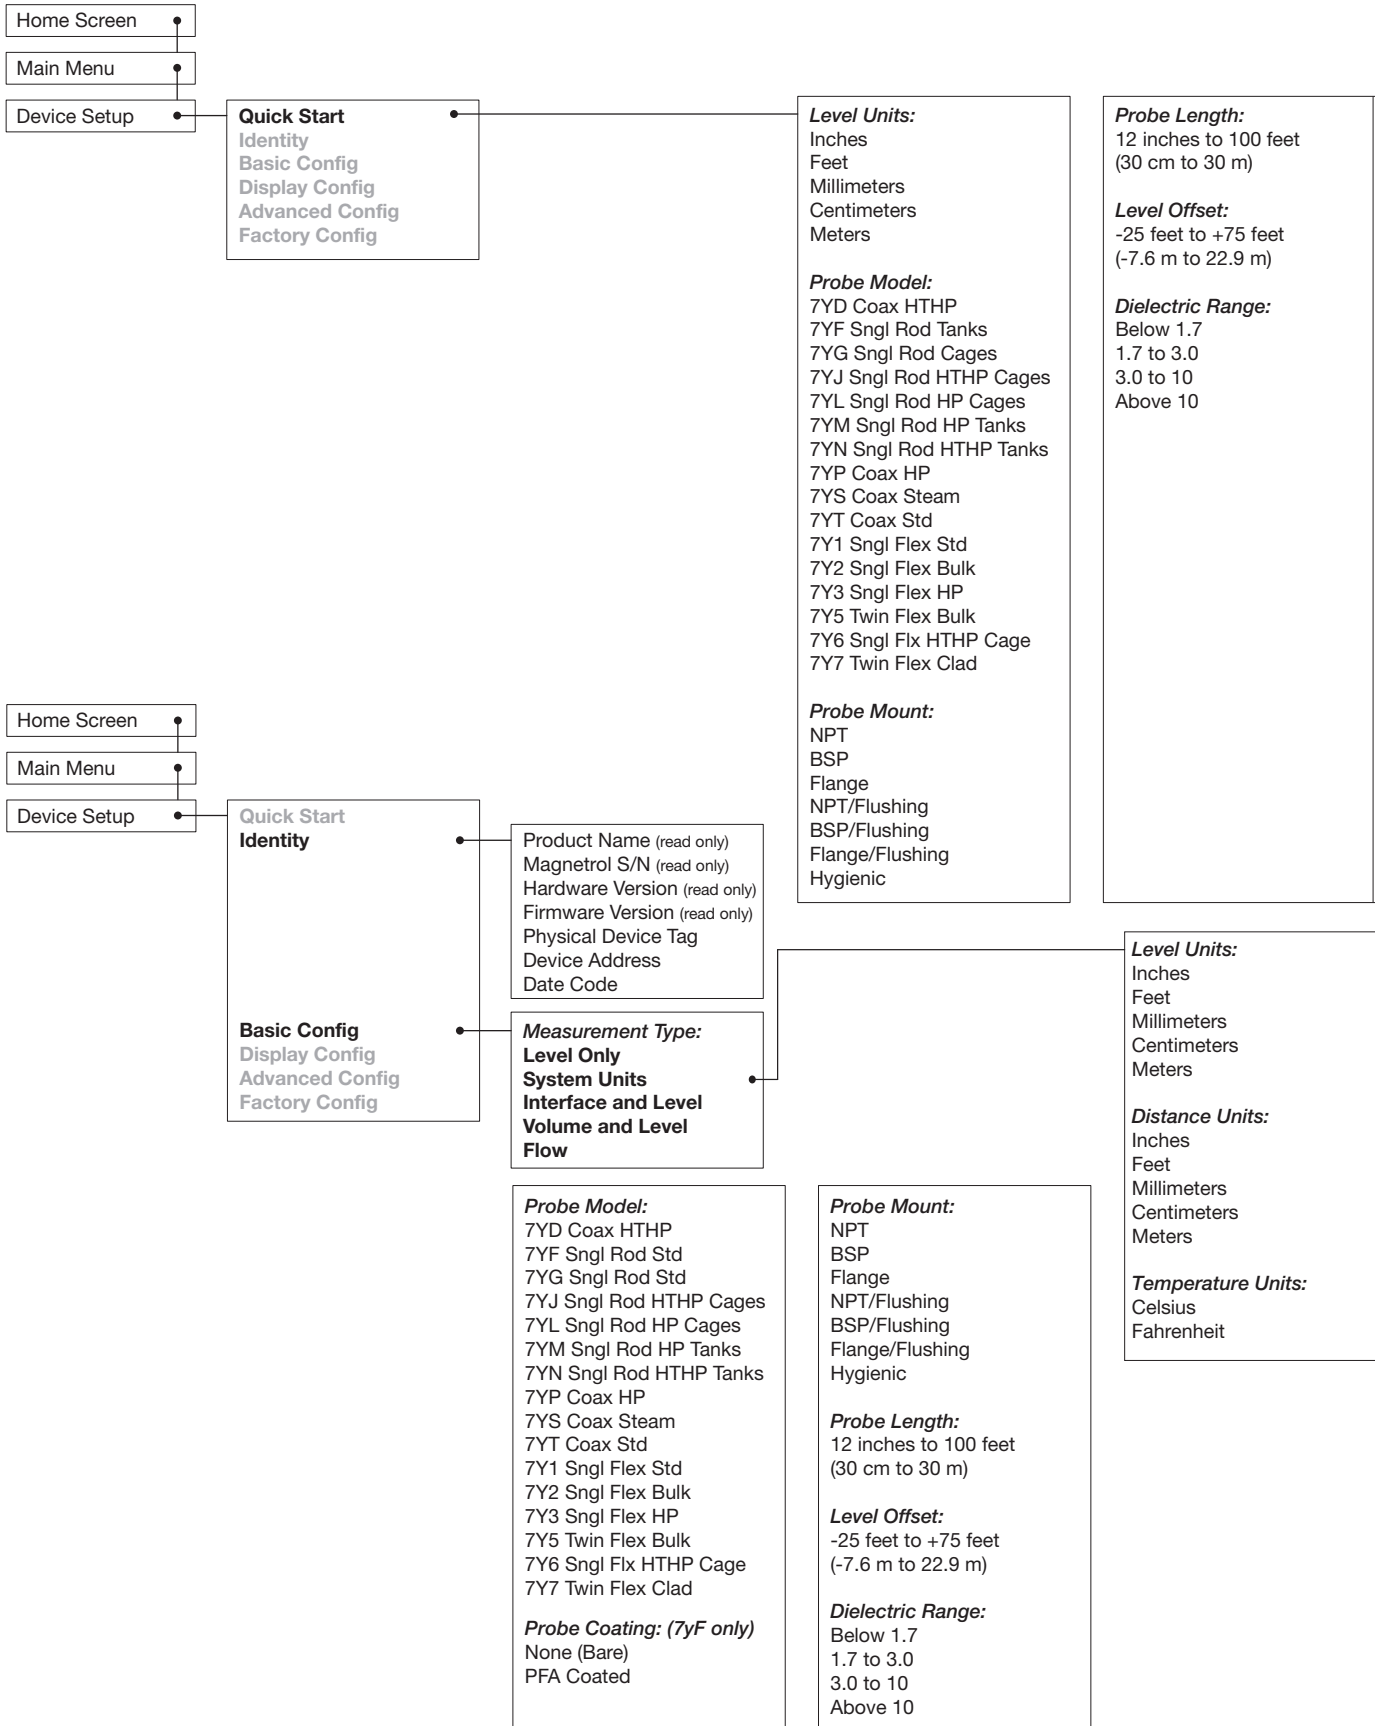 Home Screen
Main Menu
Device Setup
Quick Start
Identity
Basic Config
Display Config
Advanced Config
Factory Config
Level Units:
Inches
Feet
Millimeters
Centimeters
Meters
Probe Model:
7YD Coax HTHP
7YF Sngl Rod Tanks
7YG Sngl Rod Cages
7YJ Sngl Rod HTHP Cages
7YL Sngl Rod HP Cages
7YM Sngl Rod HP Tanks
7YN Sngl Rod HTHP Tanks
7YP Coax HP
7YS Coax Steam
7YT Coax Std
7Y1 Sngl Flex Std
7Y2 Sngl Flex Bulk
7Y3 Sngl Flex HP
7Y5 Twin Flex Bulk
7Y6 Sngl Flx HTHP Cage
7Y7 Twin Flex Clad
Probe Mount:
NPT
BSP
Flange
NPT/Flushing
BSP/Flushing
Flange/Flushing
Hygienic
Probe Length:
12 inches to 100 feet
(30 cm to 30 m)
Level Offset:
-25 feet to +75 feet
(-7.6 m to 22.9 m)
Dielectric Range:
Below 1.7
1.7 to 3.0
3.0 to 10
Above 10
Home Screen
Main Menu
Device Setup
Quick Start
Identity
Basic Config
Display Config
Advanced Config
Factory Config
Product Name (read only)
Magnetrol S/N (read only)
Hardware Version (read only)
Firmware Version (read only)
Physical Device Tag
Device Address
Date Code
Measurement Type:
Level Only
System Units
Interface and Level
Volume and Level
Flow
Level Units:
Inches
Feet
Millimeters
Centimeters
Meters
Distance Units:
Inches
Feet
Millimeters
Centimeters
Meters
Temperature Units:
Celsius
Fahrenheit
Probe Model:
7YD Coax HTHP
7YF Sngl Rod Std
7YG Sngl Rod Std
7YJ Sngl Rod HTHP Cages
7YL Sngl Rod HP Cages
7YM Sngl Rod HP Tanks
7YN Sngl Rod HTHP Tanks
7YP Coax HP
7YS Coax Steam
7YT Coax Std
7Y1 Sngl Flex Std
7Y2 Sngl Flex Bulk
7Y3 Sngl Flex HP
7Y5 Twin Flex Bulk
7Y6 Sngl Flx HTHP Cage
7Y7 Twin Flex Clad
Probe Coating: (7yF only)
None (Bare)
PFA Coated
Probe Mount:
NPT
BSP
Flange
NPT/Flushing
BSP/Flushing
Flange/Flushing
Hygienic
Probe Length:
12 inches to 100 feet
(30 cm to 30 m)
Level Offset:
-25 feet to +75 feet
(-7.6 m to 22.9 m)
Dielectric Range:
Below 1.7
1.7 to 3.0
3.0 to 10
Above 10